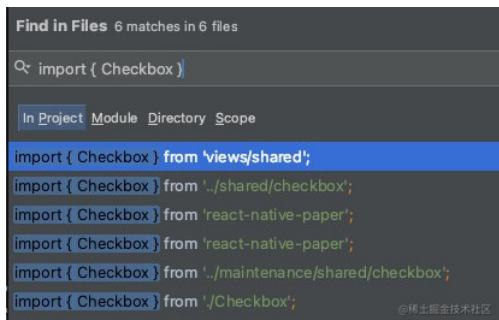 Find in Files 6 matches in 6 files
import { Checkbox }
In Project Module Directory Scope
import { Checkbox } from 'views/shared';
import { Checkbox } from '../shared/checkbox';
import { Checkbox } from 'react-native-paper';
import { Checkbox } from 'react-native-paper';
import { Checkbox } from '../maintenance/shared/checkbox';
import { Checkbox } from './Checkbox';
@稀土掘金技术社区